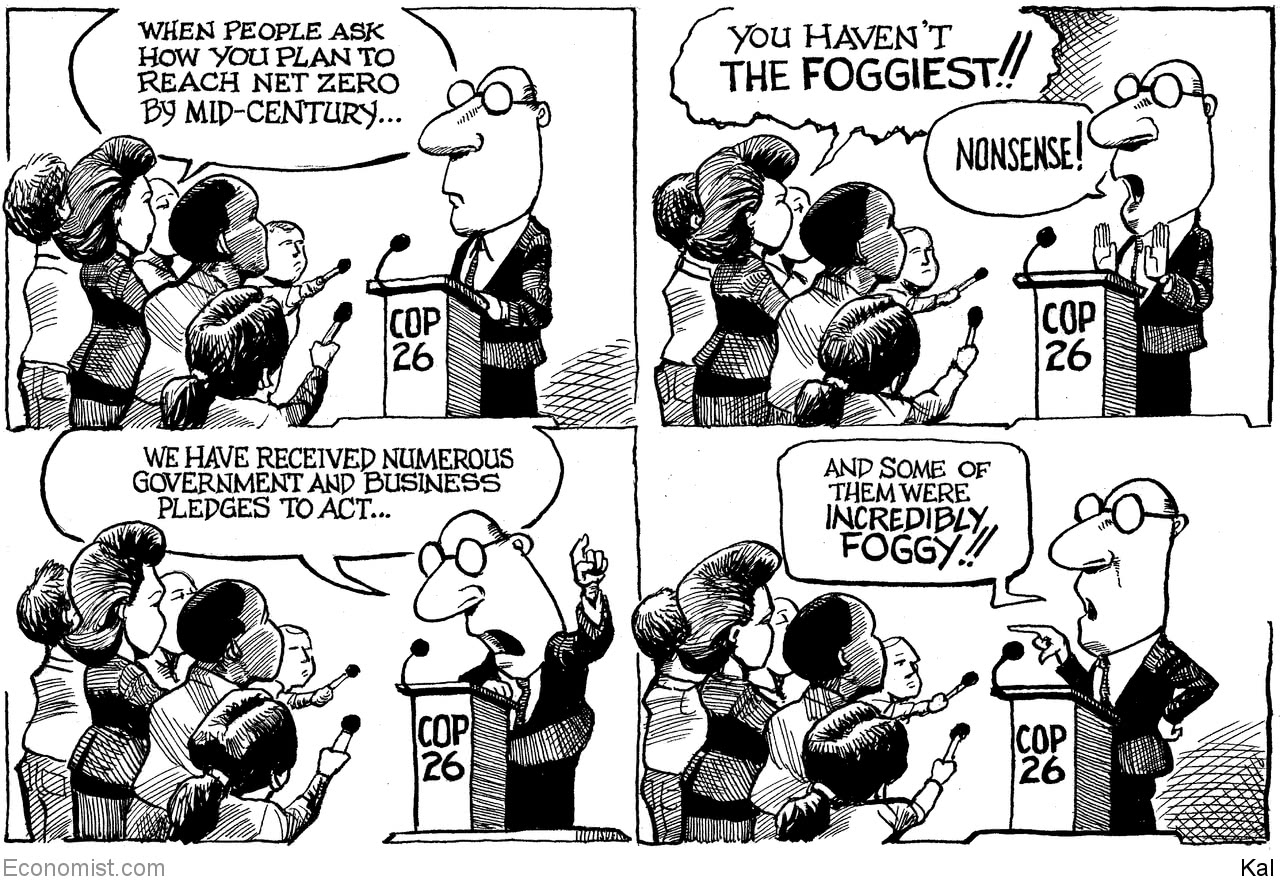 WHEN PEOPLE ASK
HOW YOU PLAN TO
REACH NET ZERO
BY MID-CENTURY...
COP
26
YOU HAVEN'T
THE FOGGIEST!!
NONSENSE!
COP
26
WE HAVE RECEIVED NUMEROUS
GOVERNMENT AND BUSINESS
PLEDGES TO ACT...
COP
26
AND SOME OF
THEM WERE
INCREDIBLY
FOGGY!!
COP
26
Economist.com
Kal